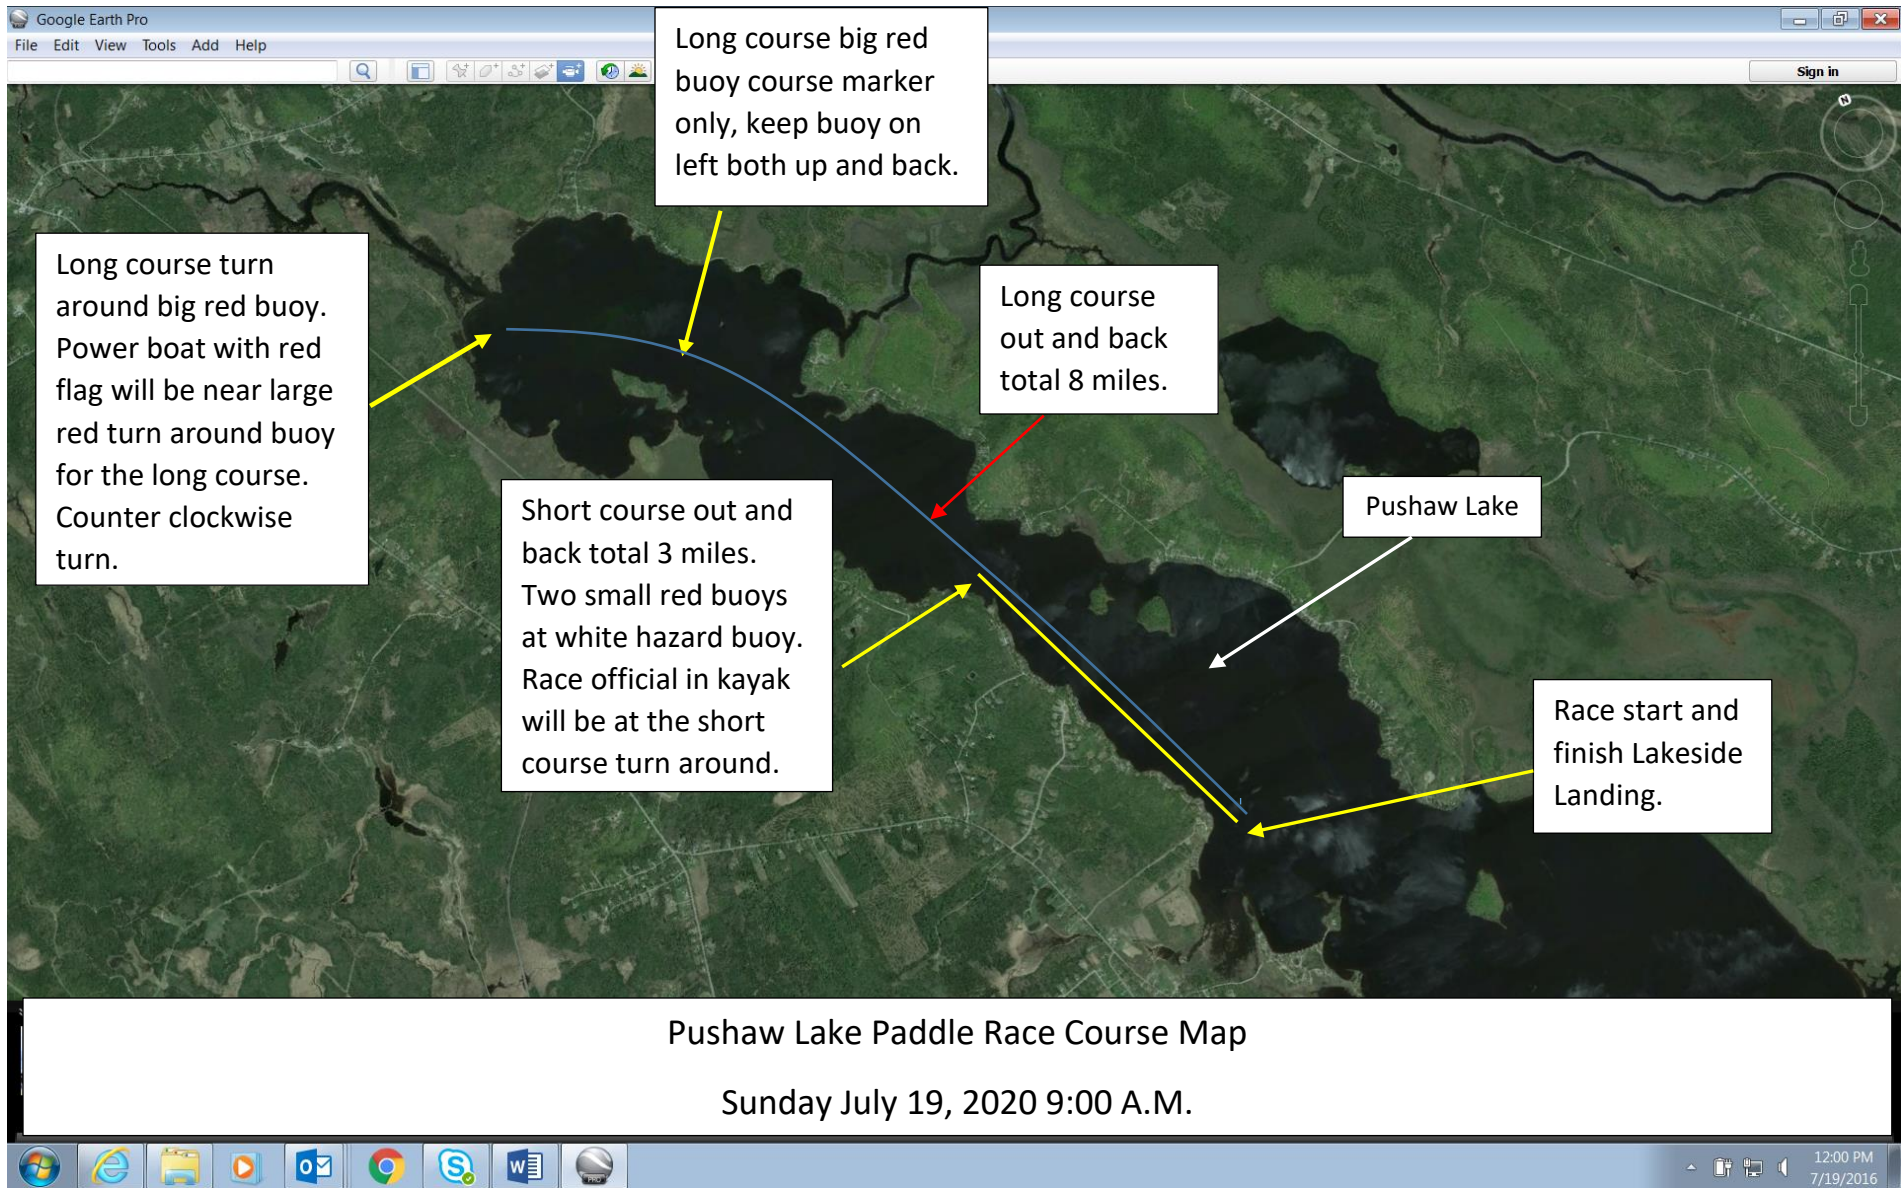 Google Earth Pro
File Edit View Tools Add Help
Sign in
N
Long course big red
buoy course marker
only, keep buoy on
left both up and back.
Long course turn
around big red buoy.
Power boat with red
flag will be near large
red turn around buoy
for the long course.
Counter clockwise
turn.
Long course
out and back
total 8 miles.
Short course out and
back total 3 miles.
Two small red buoys
at white hazard buoy.
Race official in kayak
will be at the short
course turn around.
Pushaw Lake
Race start and
finish Lakeside
Landing.
Pushaw Lake Paddle Race Course Map
Sunday July 19, 2020 9:00 A.M.
PRO
12:00 PM
7/19/2016